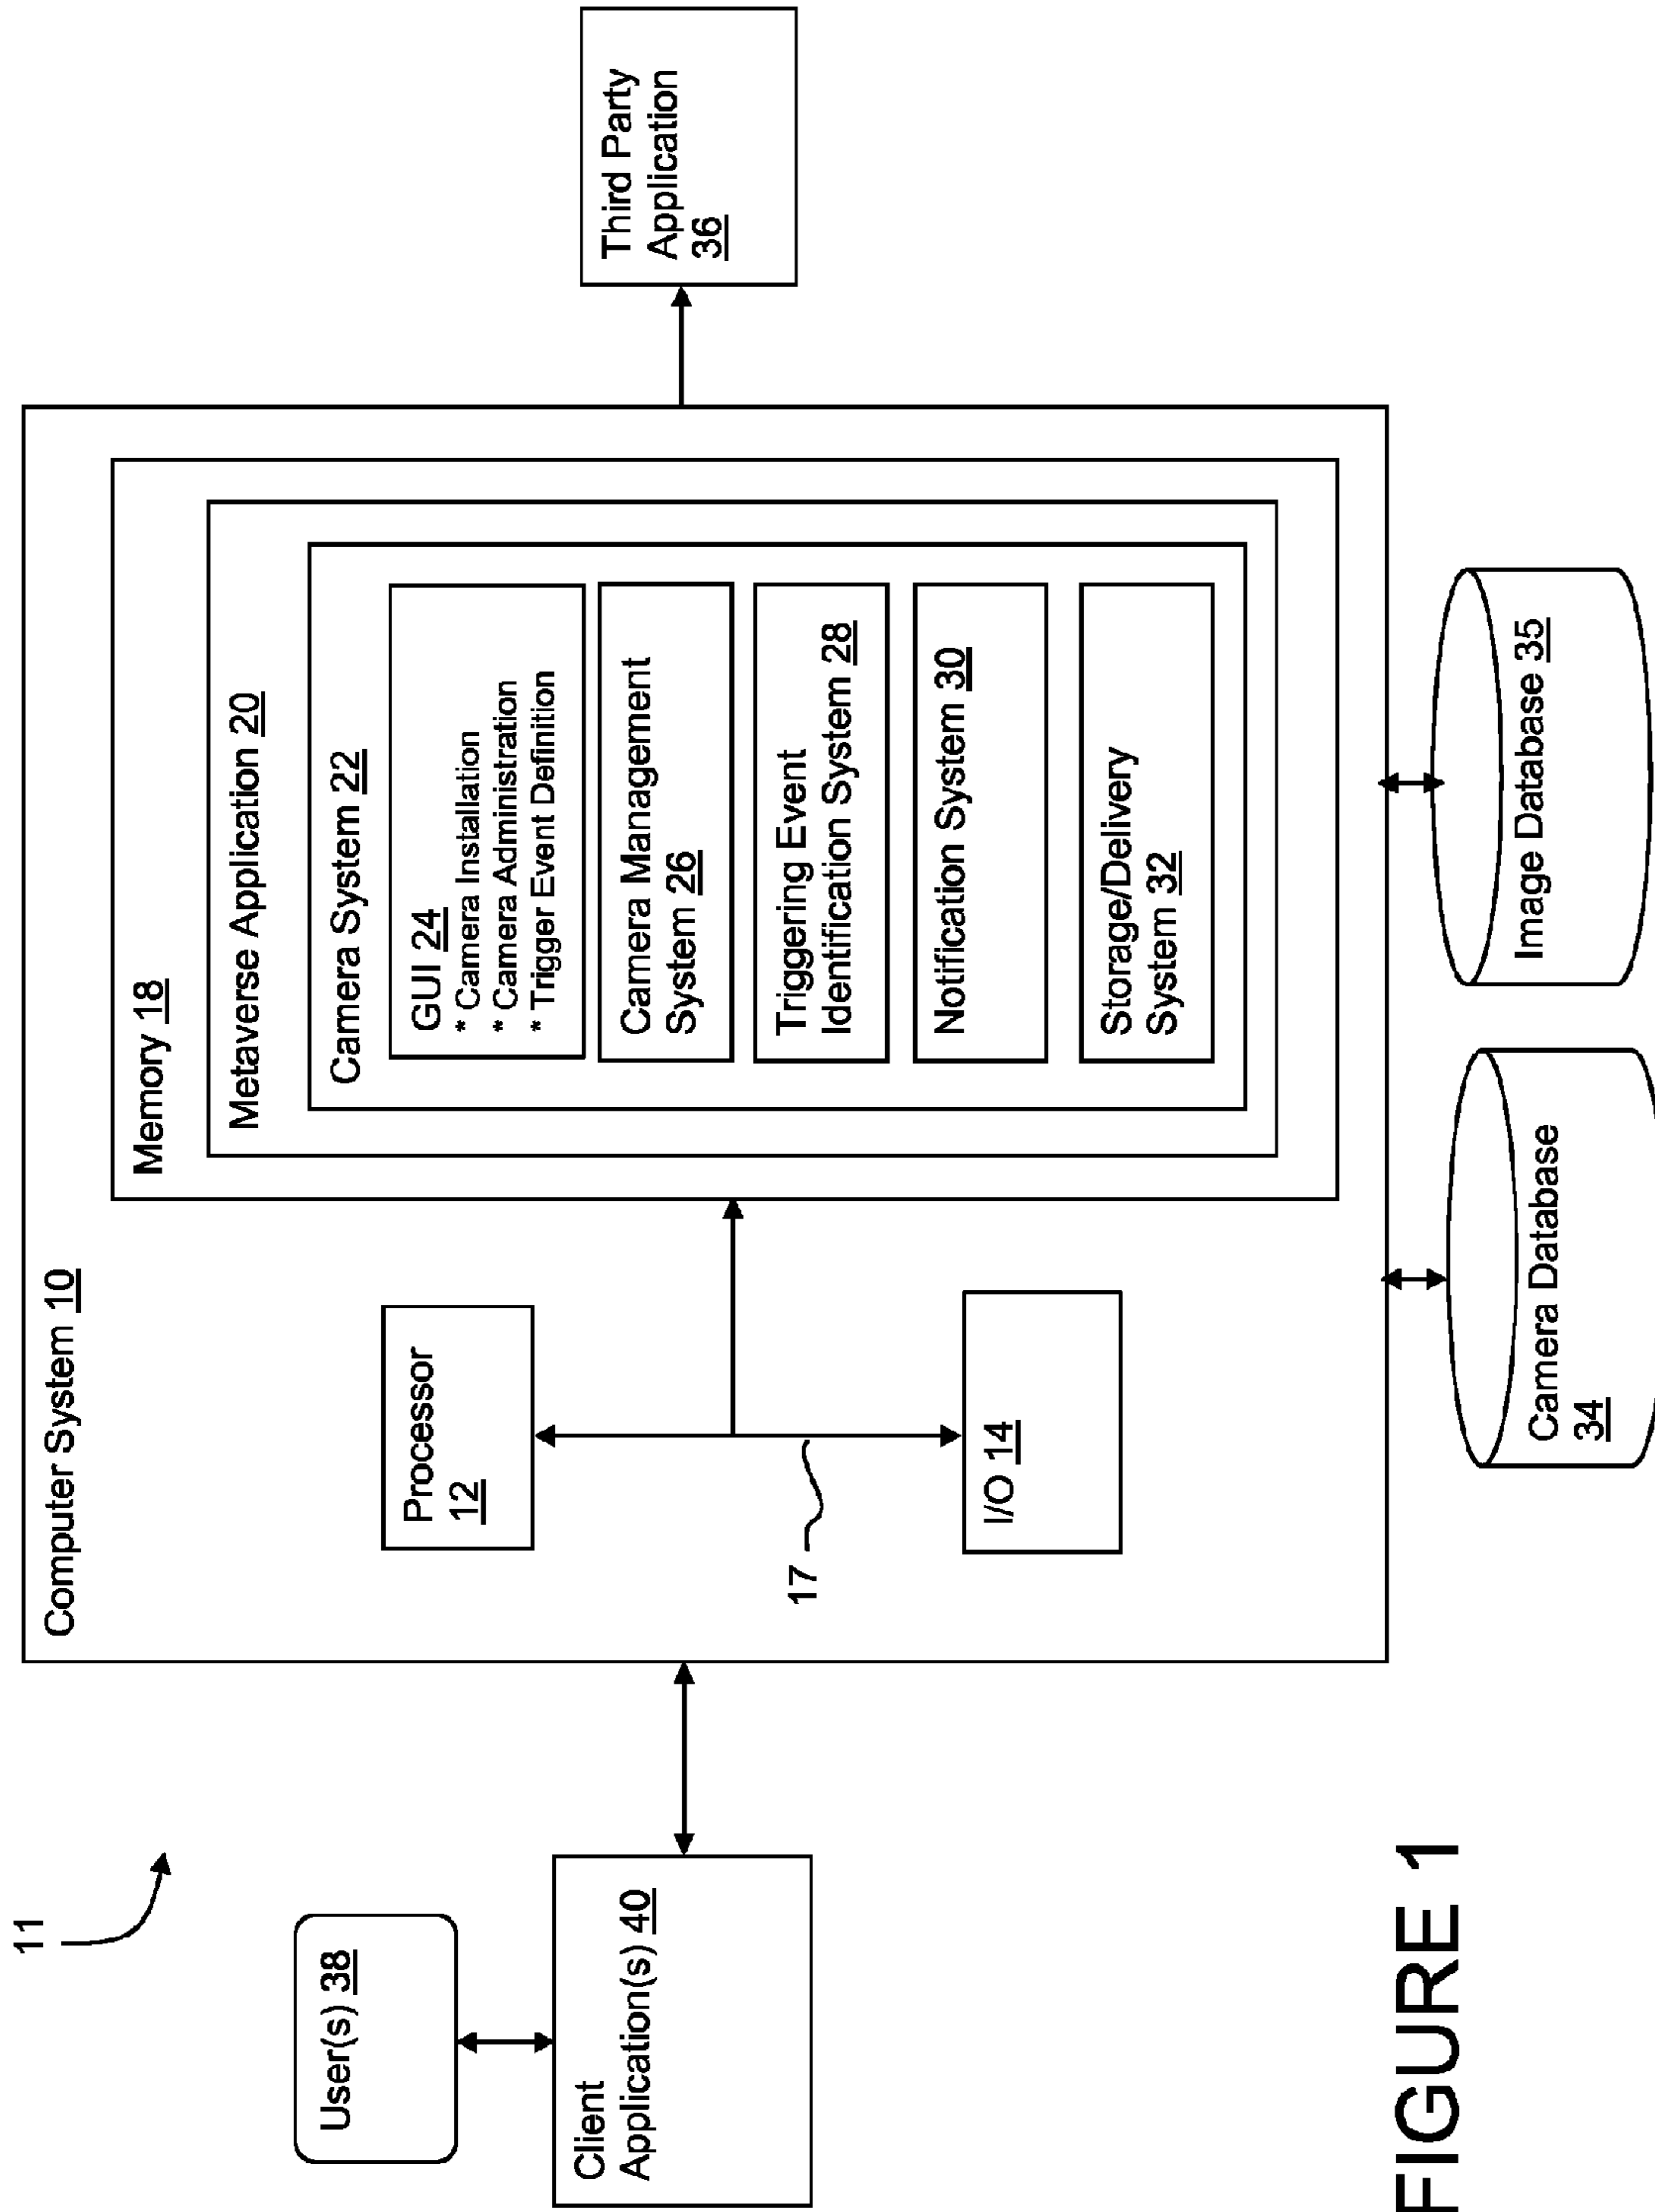 11
User(s) 38
Client
Application(s) 40
Computer System 10
Processor
12
17
I/O 14
Memory 18
Metaverse Application 20
Camera System 22
GUI 24
* Camera Installation
* Camera Administration
* Trigger Event Definition
Camera Management
System 26
Triggering Event
Identification System 28
Notification System 30
Storage/Delivery
System 32
Third Party
Application
36
Camera Database
34
Image Database 35
FIGURE 1